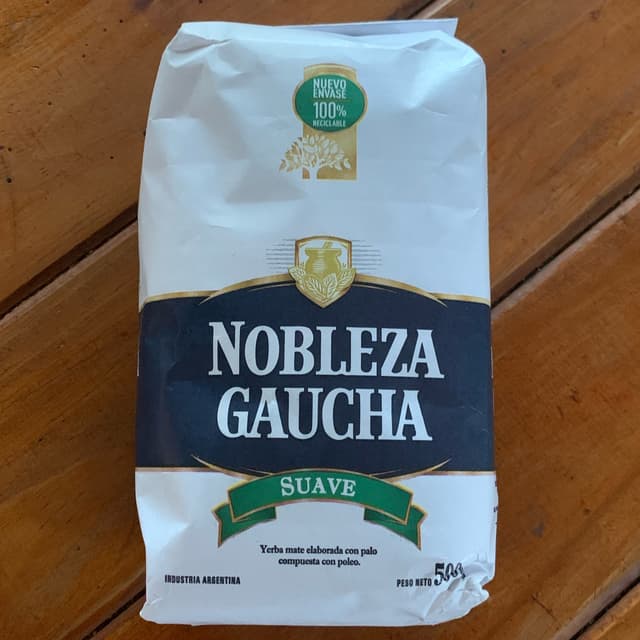 NUEVO
ENVASE
100%
RECICLABLE
NOBLEZA
GAUCHA
SUAVE
Yerba mate elaborada con palo
compuesta con poleo.
INDUSTRIA ARGENTINA
PESO NETO 500